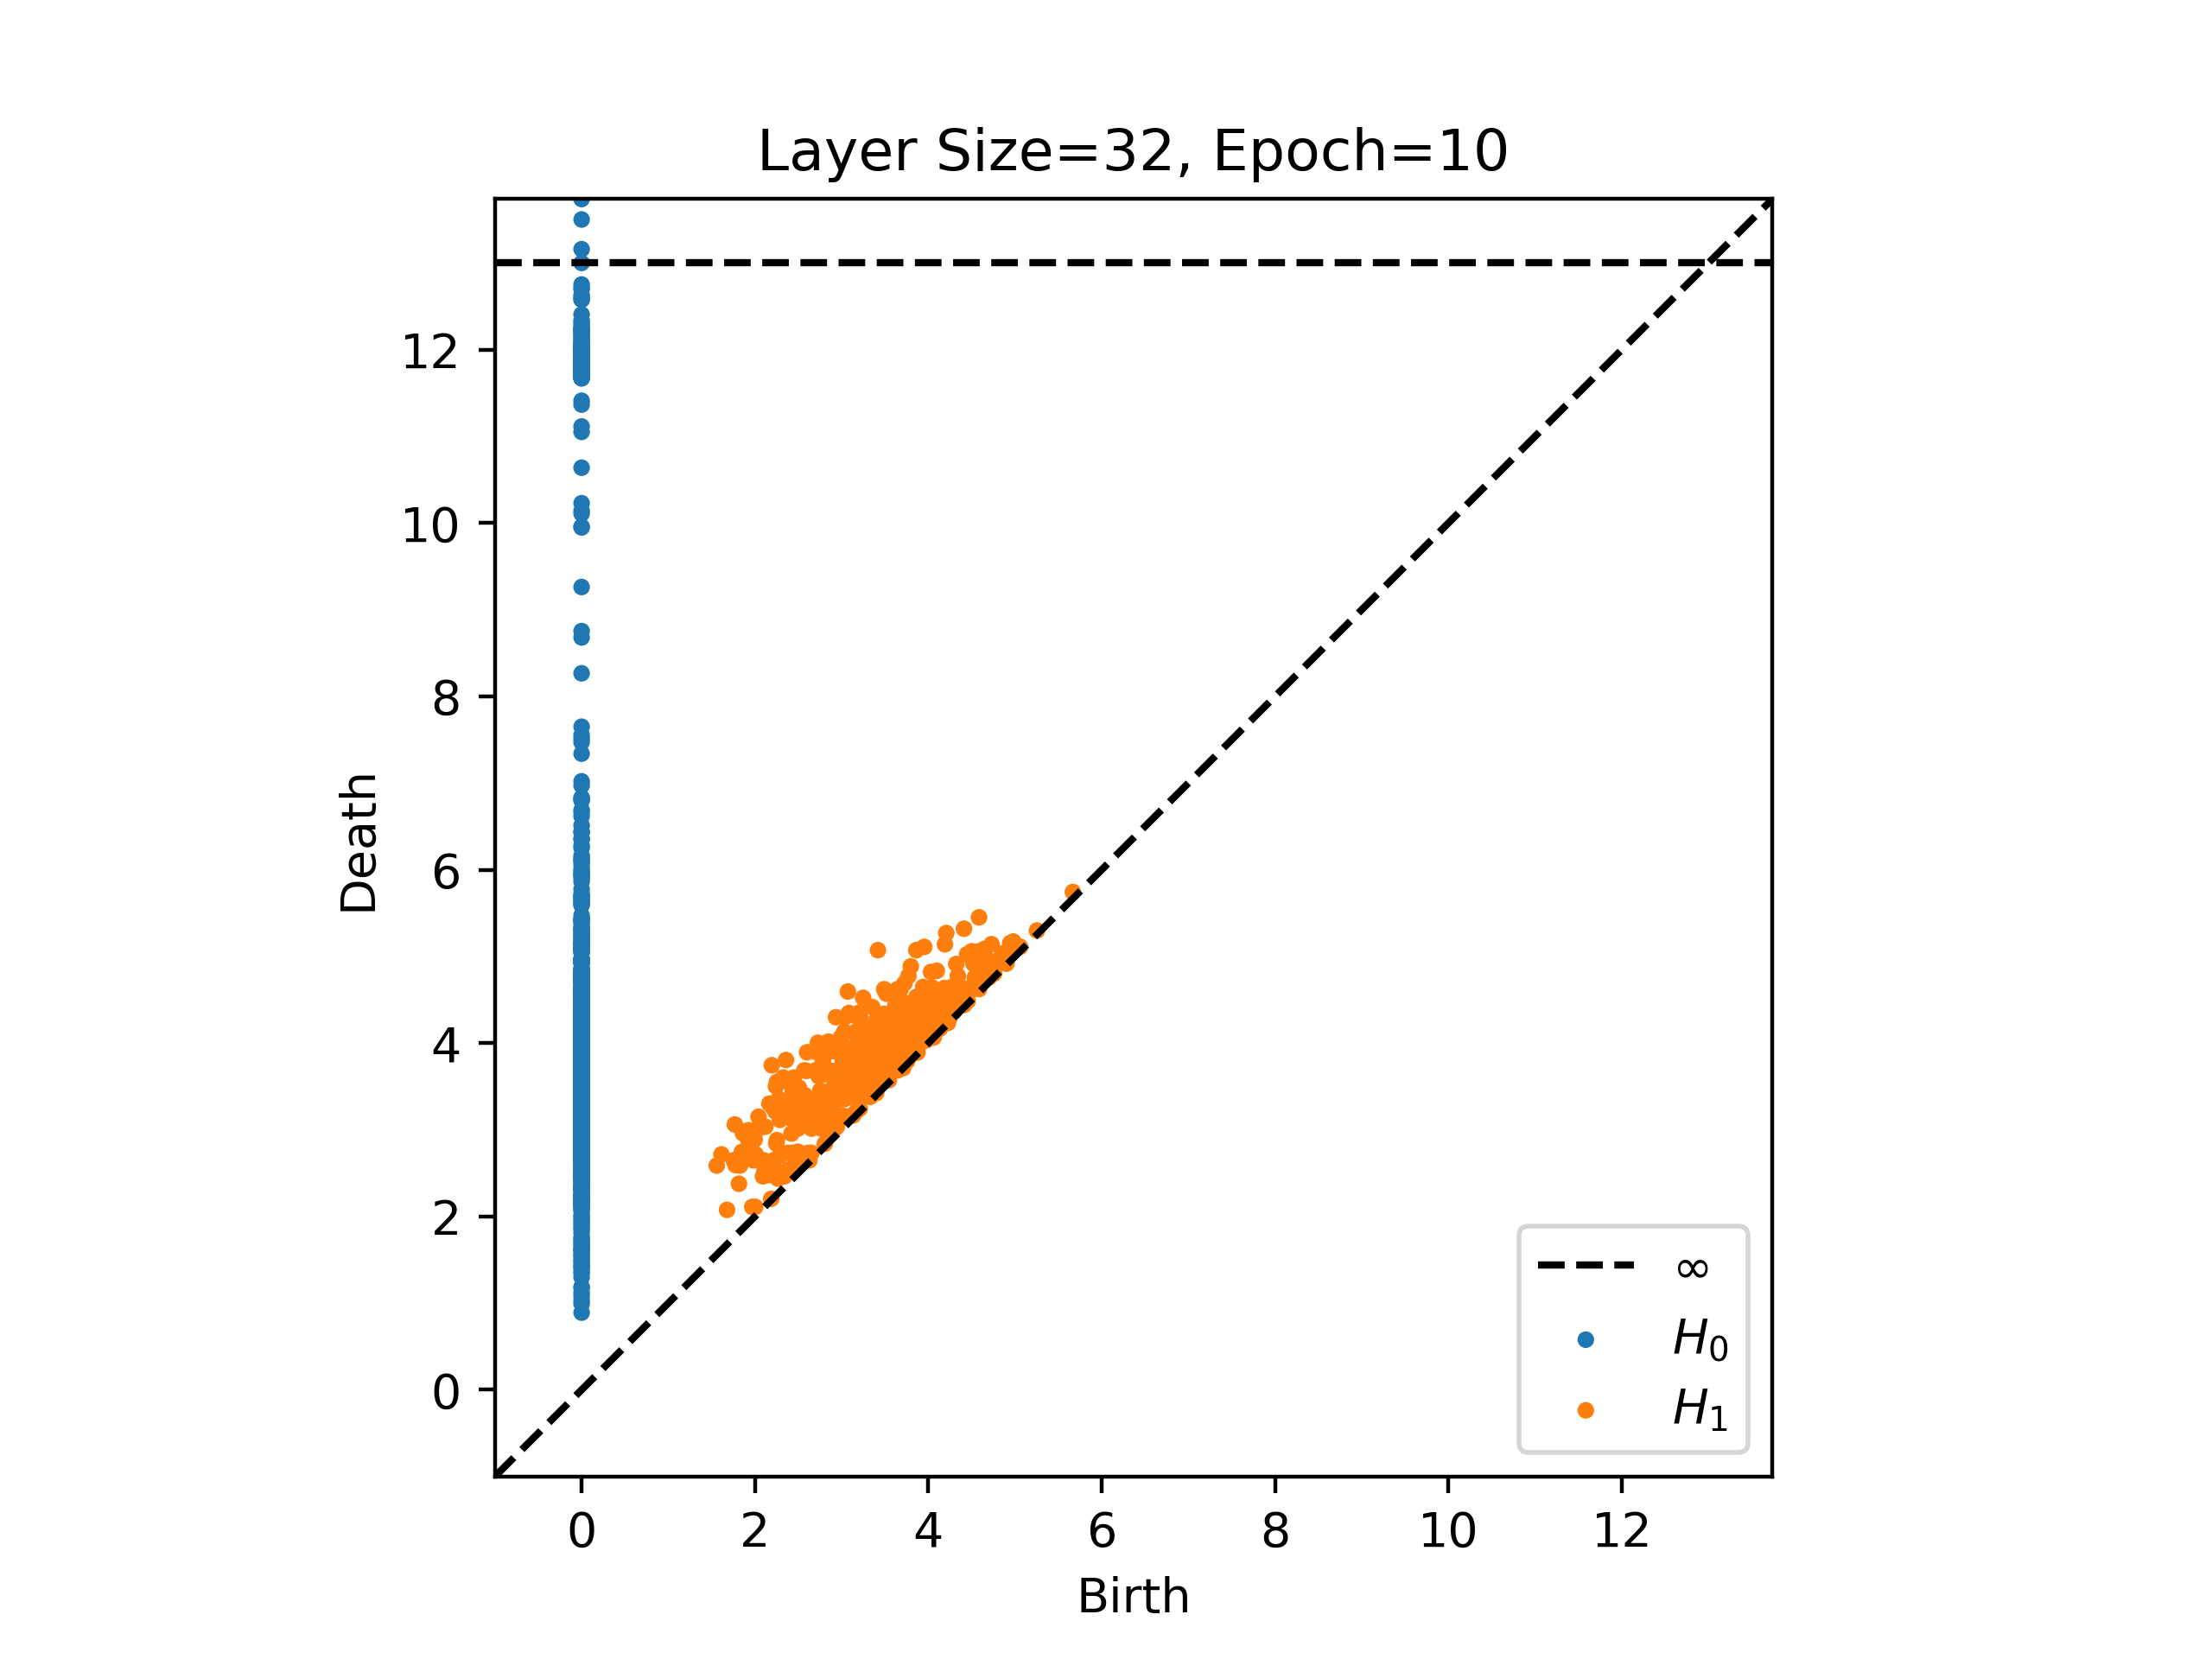 Layer Size=32, Epoch=10
Death
12
10
8
6
4
2
0
0 2 4 6 8 10 12
Birth
∞
H₀
H₁